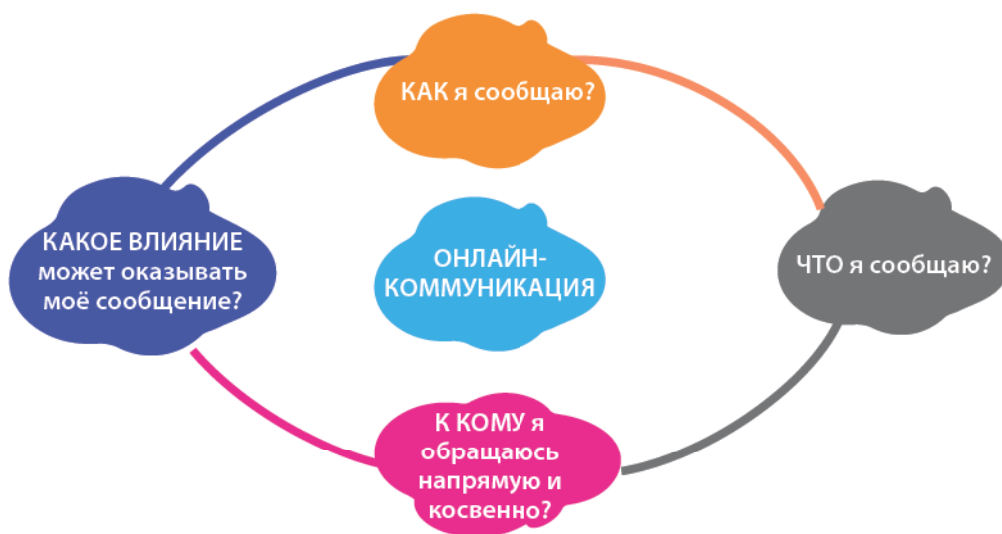 КАК я сообщаю?
КАКОЕ ВЛИЯНИЕ
может оказывать
моё сообщение?
ОНЛАЙН-
КОММУНИКАЦИЯ
ЧТО я сообщаю?
К КОМУ я
обращаюсь
напрямую и
косвенно?